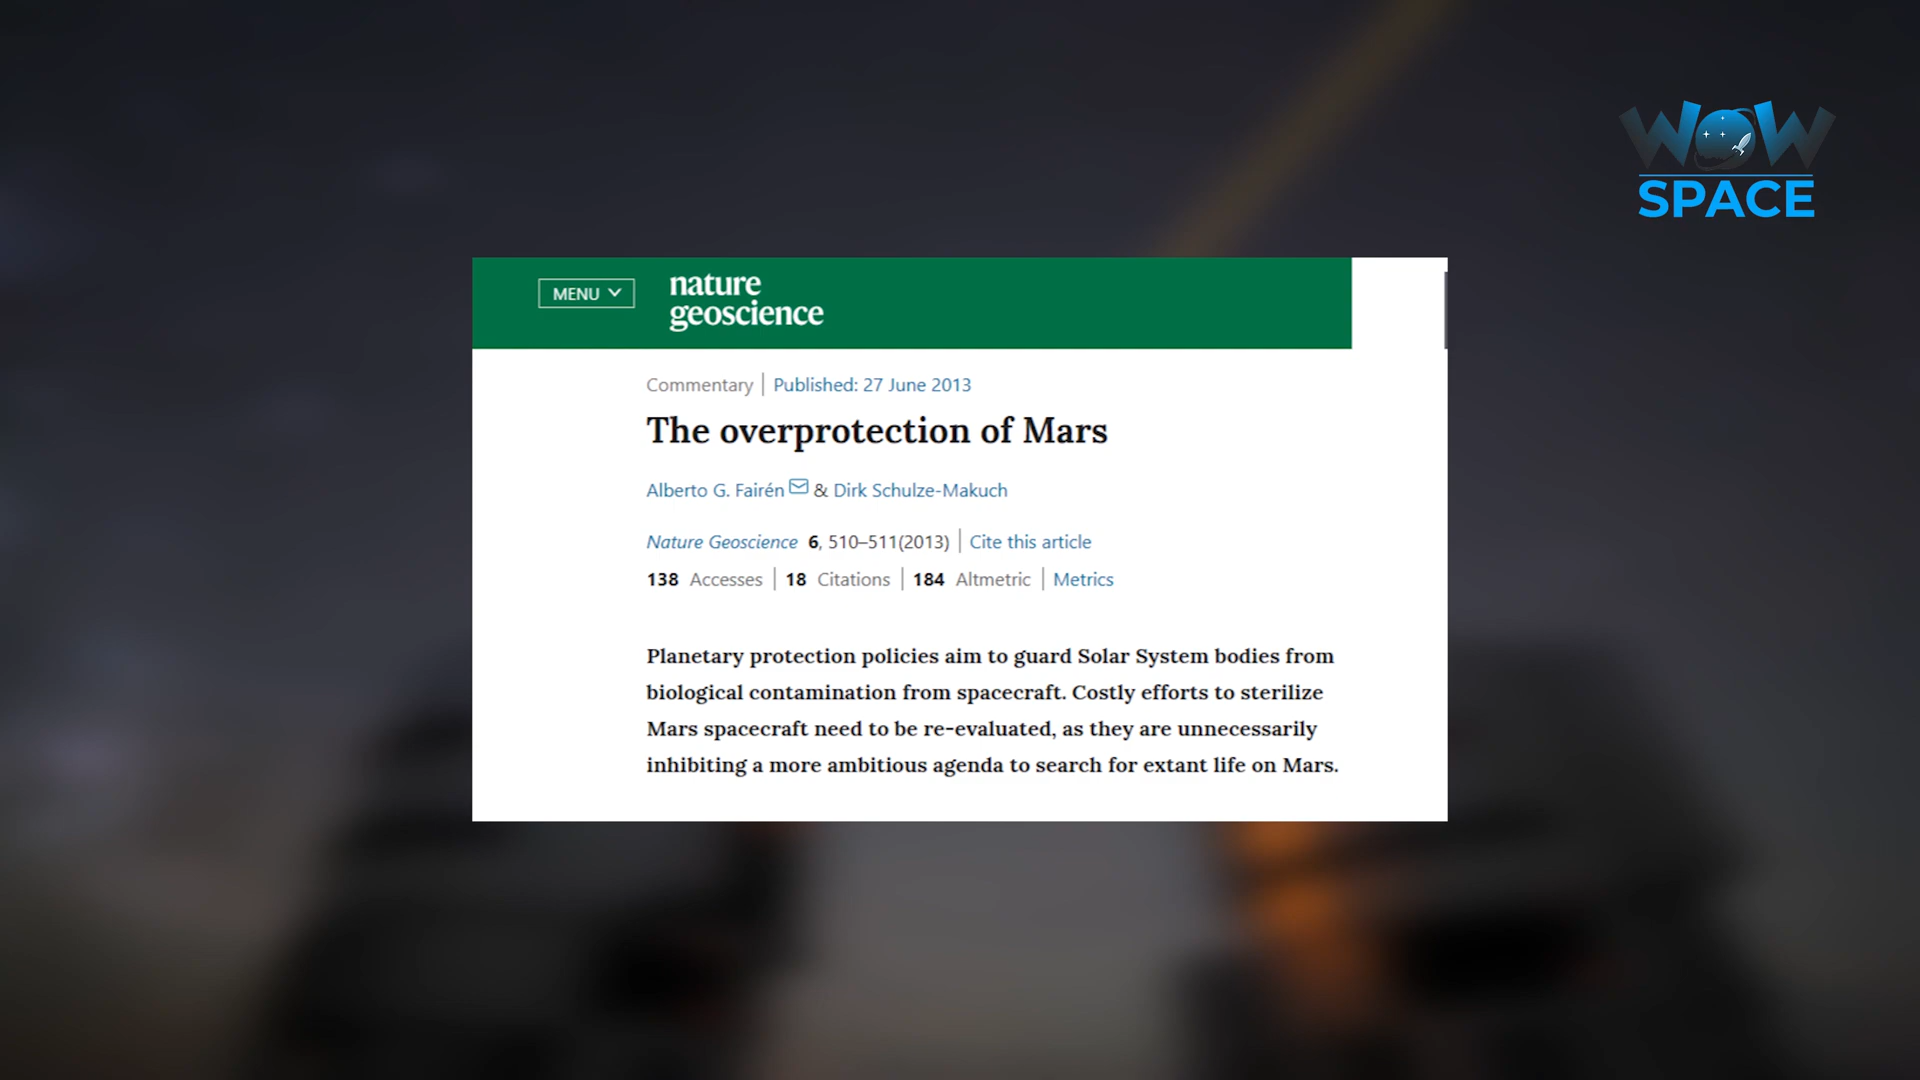 WOW
SPACE
MENU
nature
geoscience
Commentary | Published: 27 June 2013
The overprotection of Mars
Alberto G. Fairén & Dirk Schulze-Makuch
Nature Geoscience 6, 510–511(2013) | Cite this article
138 Accesses | 18 Citations | 184 Altmetric | Metrics
Planetary protection policies aim to guard Solar System bodies from
biological contamination from spacecraft. Costly efforts to sterilize
Mars spacecraft need to be re-evaluated, as they are unnecessarily
inhibiting a more ambitious agenda to search for extant life on Mars.